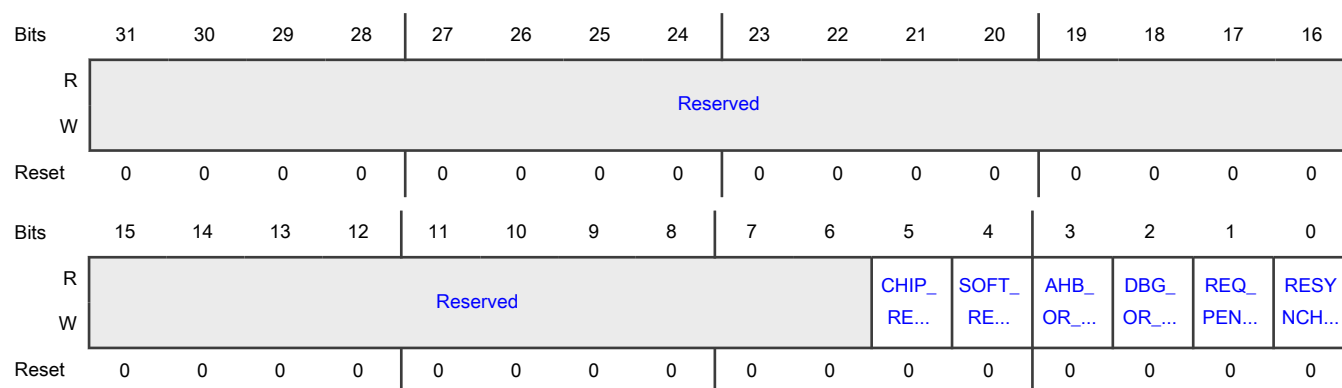 Bits 31 30 29 28 27 26 25 24 23 22 21 20 19 18 17 16
R
Reserved
W
Reset 0 0 0 0 0 0 0 0 0 0 0 0 0 0 0 0
Bits 15 14 13 12 11 10 9 8 7 6 5 4 3 2 1 0
R CHIP_ SOFT_ AHB_ DBG_ REQ_ RESY
Reserved
W RE... RE... OR_... OR_... PEN... NCH...
Reset 0 0 0 0 0 0 0 0 0 0 0 0 0 0 0 0